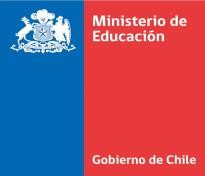 Ministerio de
Educación
Gobierno de Chile